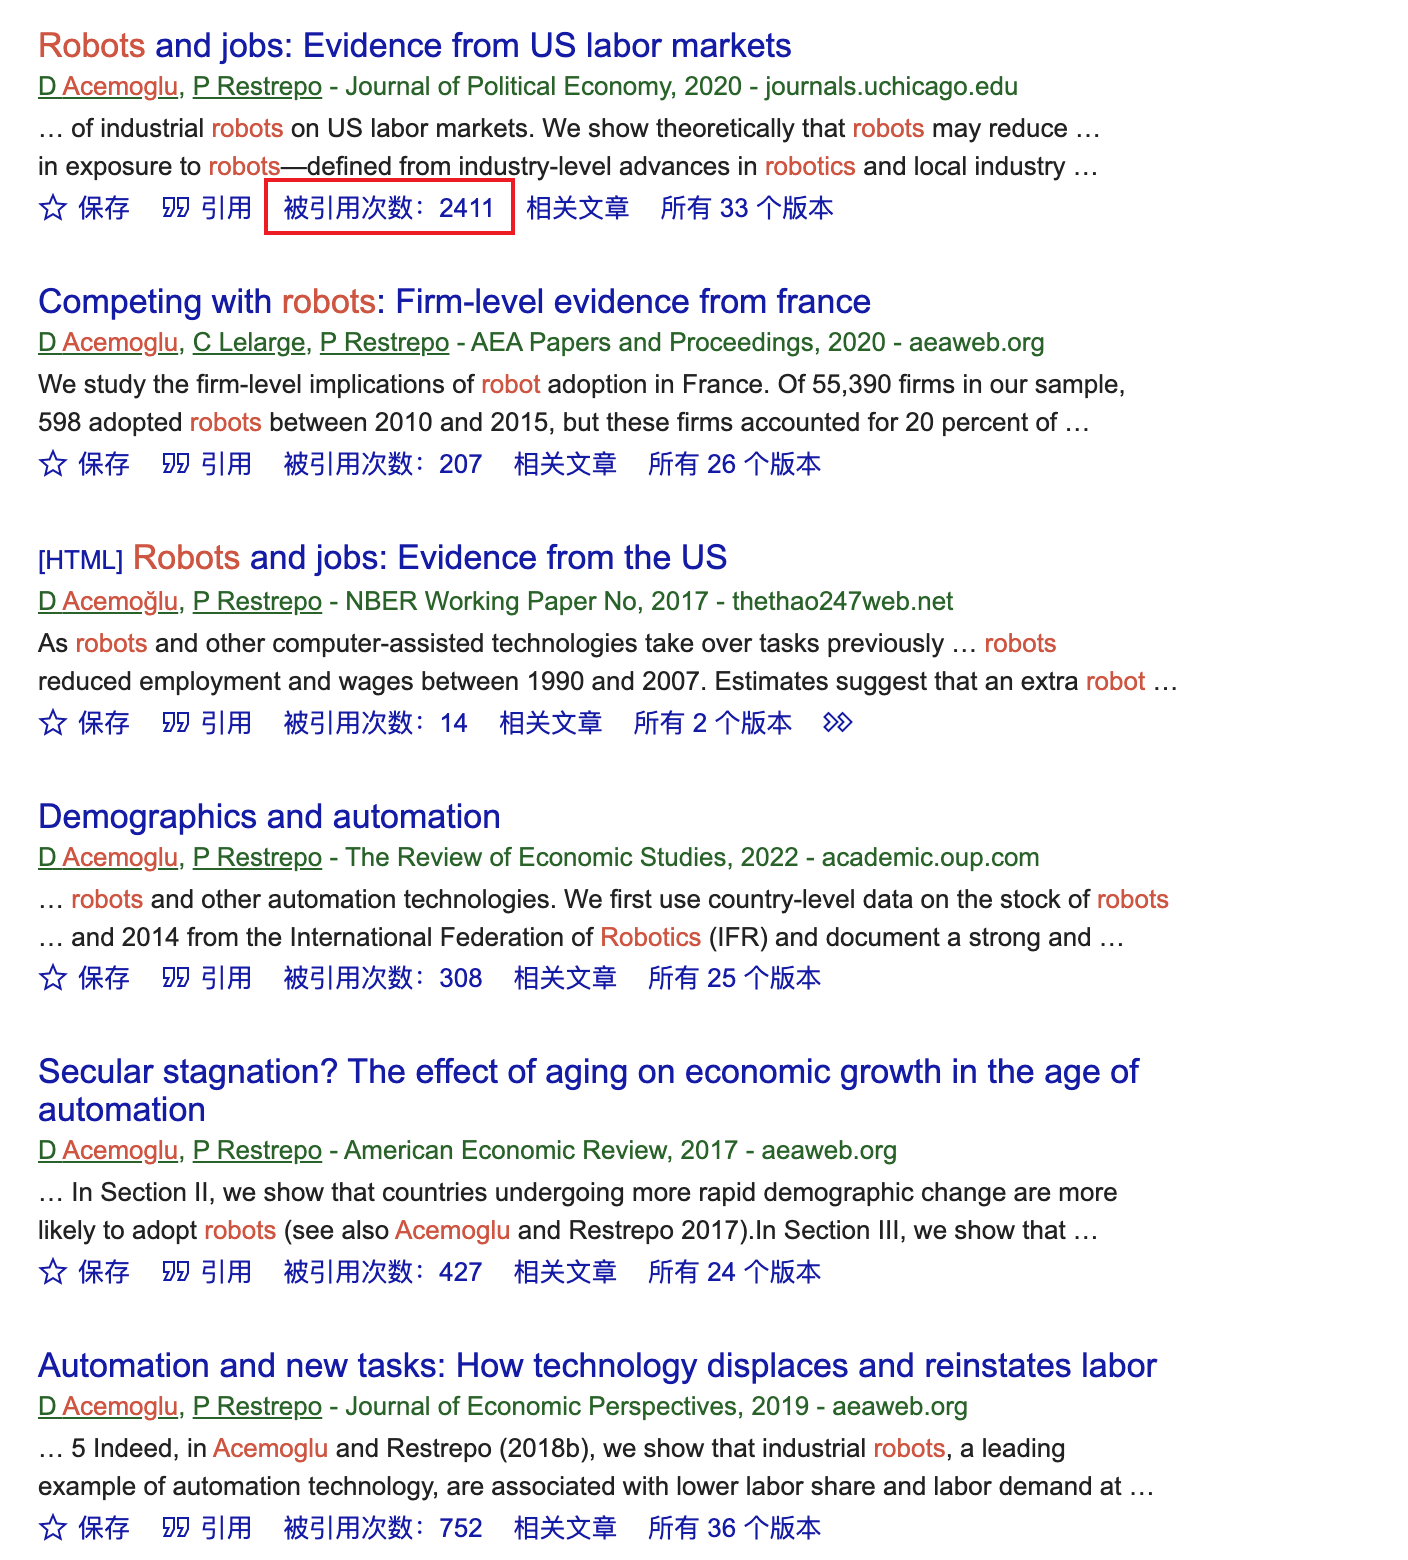 Robots and jobs: Evidence from US labor markets
D Acemoglu, P Restrepo - Journal of Political Economy, 2020 - journals.uchicago.edu
… of industrial robots on US labor markets. We show theoretically that robots may reduce …
in exposure to robots—defined from industry-level advances in robotics and local industry …
保存 引用 被引用次数：2411 相关文章 所有 33 个版本
Competing with robots: Firm-level evidence from france
D Acemoglu, C Lelarge, P Restrepo - AEA Papers and Proceedings, 2020 - aeaweb.org
We study the firm-level implications of robot adoption in France. Of 55,390 firms in our sample,
598 adopted robots between 2010 and 2015, but these firms accounted for 20 percent of …
保存 引用 被引用次数：207 相关文章 所有 26 个版本
[HTML] Robots and jobs: Evidence from the US
D Acemoğlu, P Restrepo - NBER Working Paper No, 2017 - thethao247web.net
As robots and other computer-assisted technologies take over tasks previously … robots
reduced employment and wages between 1990 and 2007. Estimates suggest that an extra robot …
保存 引用 被引用次数：14 相关文章 所有 2 个版本
Demographics and automation
D Acemoglu, P Restrepo - The Review of Economic Studies, 2022 - academic.oup.com
… robots and other automation technologies. We first use country-level data on the stock of robots
… and 2014 from the International Federation of Robotics (IFR) and document a strong and …
保存 引用 被引用次数：308 相关文章 所有 25 个版本
Secular stagnation? The effect of aging on economic growth in the age of
automation
D Acemoglu, P Restrepo - American Economic Review, 2017 - aeaweb.org
… In Section II, we show that countries undergoing more rapid demographic change are more
likely to adopt robots (see also Acemoglu and Restrepo 2017).In Section III, we show that …
保存 引用 被引用次数：427 相关文章 所有 24 个版本
Automation and new tasks: How technology displaces and reinstates labor
D Acemoglu, P Restrepo - Journal of Economic Perspectives, 2019 - aeaweb.org
… 5 Indeed, in Acemoglu and Restrepo (2018b), we show that industrial robots, a leading
example of automation technology, are associated with lower labor share and labor demand at …
保存 引用 被引用次数：752 相关文章 所有 36 个版本